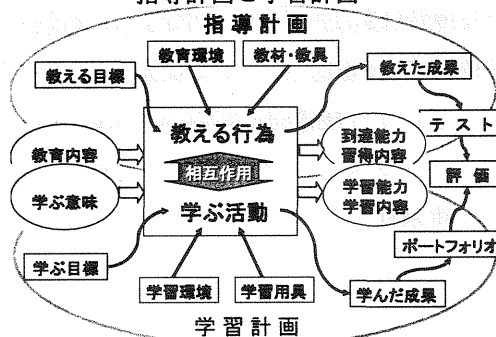 指導計画と学習計画
指導計画
教育環境
教材・教具
教える目標
教えた成果
教える行為
到達能力
習得内容
テスト
教育内容
相互作用
評価
学ぶ意味
学習能力
学習内容
学ぶ活動
ポートフォリオ
学ぶ目標
学習環境
学習用具
学んだ成果
学習計画